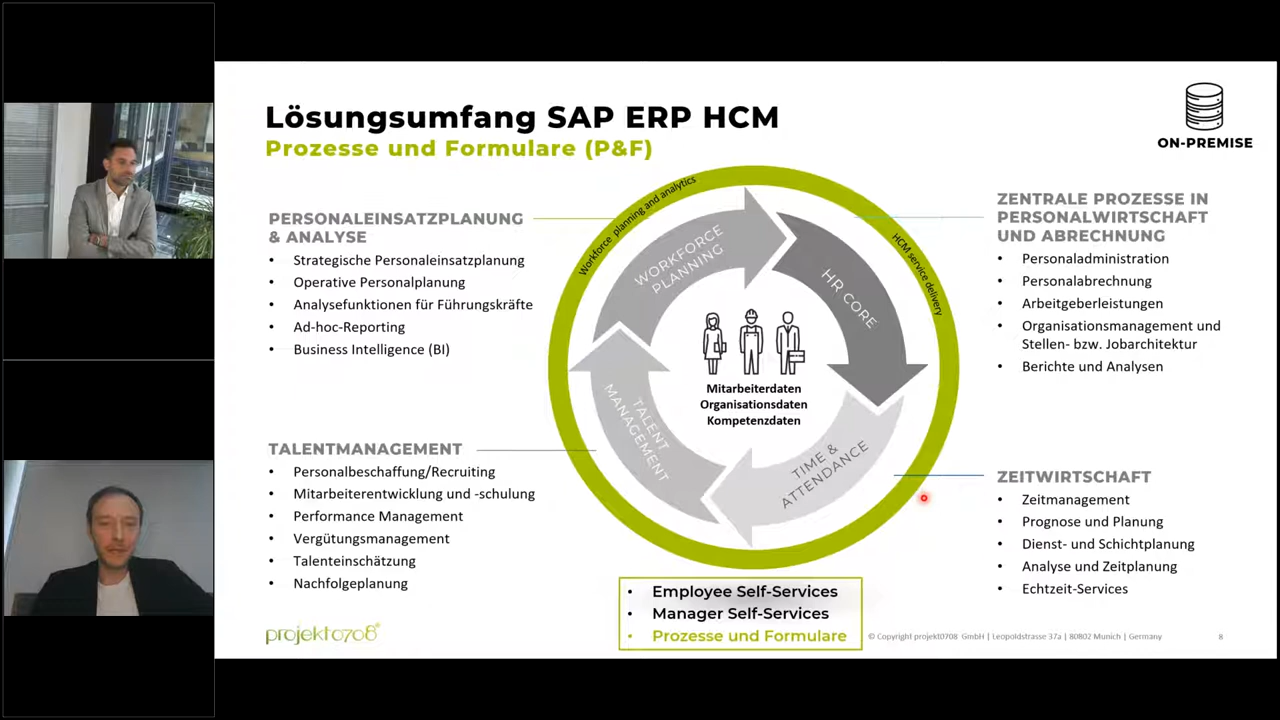 Lösungsumfang SAP ERP HCM
Prozesse und Formulare (P&F)
ON-PREMISE
PERSONALEINSATZPLANUNG
& ANALYSE
• Strategische Personaleinsatzplanung
• Operative Personalplanung
• Analysefunktionen für Führungskräfte
• Ad-hoc-Reporting
• Business Intelligence (BI)
TALENTMANAGEMENT
• Personalbeschaffung/Recruiting
• Mitarbeiterentwicklung und -schulung
• Performance Management
• Vergütungsmanagement
• Talenteinschätzung
• Nachfolgeplanung
Workforce planning and analytics
HCM service delivery
WORKFORCE
PLANNING
HR CORE
TIME &
ATTENDANCE
TALENT
MANAGEMENT
Mitarbeiterdaten
Organisationsdaten
Kompetenzdaten
ZENTRALE PROZESSE IN
PERSONALWIRTSCHAFT
UND ABRECHNUNG
• Personaladministration
• Personalabrechnung
• Arbeitgeberleistungen
• Organisationsmanagement und
Stellen- bzw. Jobarchitektur
• Berichte und Analysen
ZEITWIRTSCHAFT
• Zeitmanagement
• Prognose und Planung
• Dienst- und Schichtplanung
• Analyse und Zeitplanung
• Echtzeit-Services
• Employee Self-Services
• Manager Self-Services
• Prozesse und Formulare
projekt0708®
© Copyright projekt0708 GmbH | Leopoldstrasse 37a | 80802 Munich | Germany
8